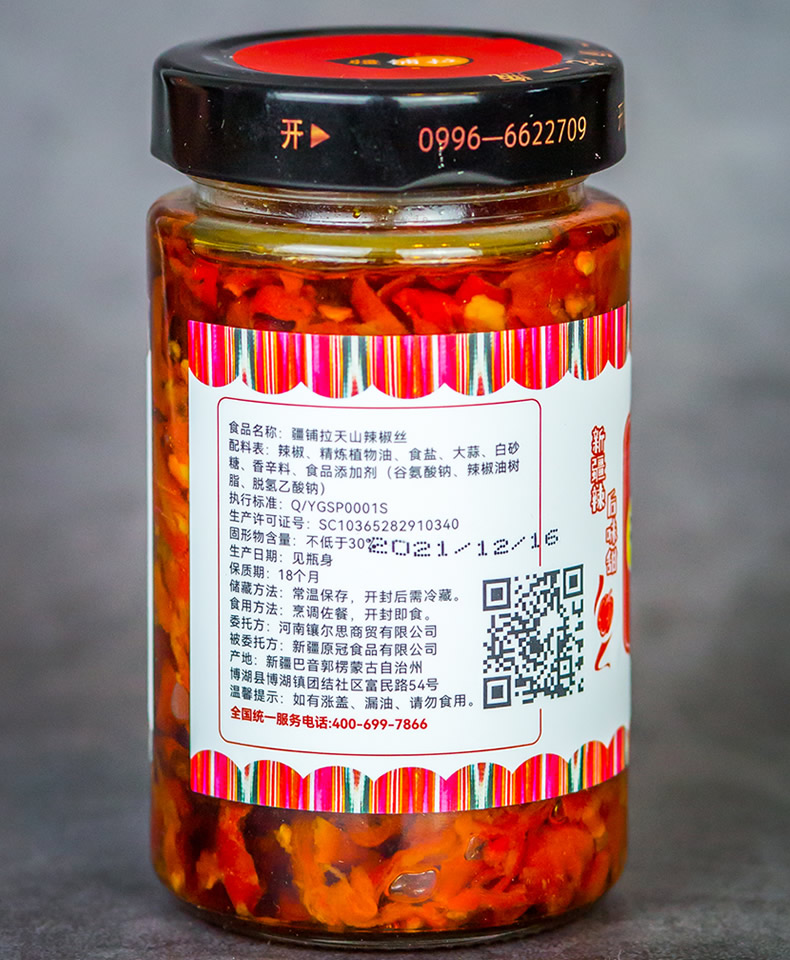 开
0996—6622709
食品名称：疆铺拉天山辣椒丝
配料表：辣椒、精炼植物油、食盐、大蒜、白砂
糖、香辛料、食品添加剂（谷氨酸钠、辣椒油树
脂、脱氢乙酸钠）
执行标准：Q/YGSP0001S
生产许可证号：SC10365282910340
固形物含量：不低于30%
2021/12/16
生产日期：见瓶身
保质期：18个月
储藏方法：常温保存，开封后需冷藏。
食用方法：烹调佐餐，开封即食。
委托方：河南镶尔思商贸有限公司
被委托方：新疆原冠食品有限公司
产地：新疆巴音郭楞蒙古自治州
博湖县博湖镇团结社区富民路54号
温馨提示：如有涨盖、漏油、请勿食用。
全国统一服务电话:400-699-7866
新疆辣
后味甜